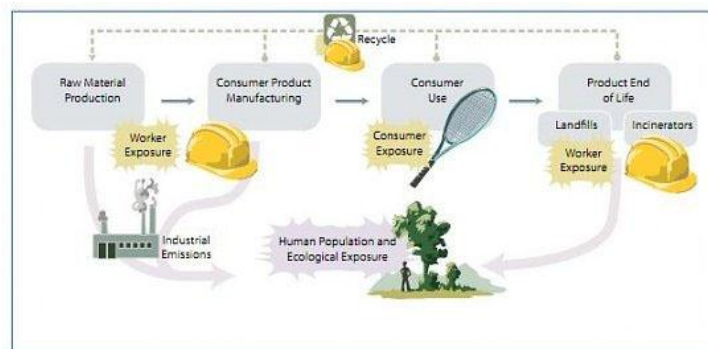 Recycle
Raw Material
Production
Consumer Product
Manufacturing
Consumer
Use
Product End
of Life
Landfills
Incinerators
Worker
Exposure
Consumer
Exposure
Worker
Exposure
Industrial
Emissions
Human Population and
Ecological Exposure